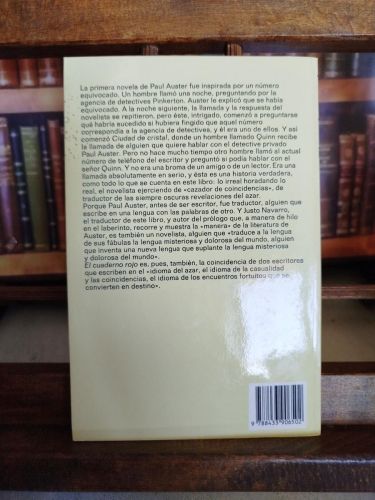 La primera novela de Paul Auster fue inspirada por un número
equivocado. Un hombre llamó una noche, preguntando por la
agencia de detectives Pinkerton. Auster le explicó que se había
equivocado. A la noche siguiente, la llamada y la respuesta del
novelista se repitieron, pero éste, intrigado, comenzó a preguntarse
qué habría sucedido si hubiera fingido que aquel número
correspondía a la agencia de detectives, y él era uno de ellos. Y así
comenzó Ciudad de cristal, donde un hombre llamado Quinn recibe
la llamada de alguien que quiere hablar con el detective privado
Paul Auster. Pero no hace mucho tiempo otro hombre llamó al actual
número de teléfono del escritor y preguntó si podía hablar con el
señor Quinn. Y no era una broma de un amigo o de un lector. Era una
llamada absolutamente en serio, y ésta es una historia verdadera,
como todo lo que se cuenta en este libro: lo irreal horadando lo
real, el novelista ejerciendo de «cazador de coincidencias», de
traductor de las siempre oscuras revelaciones del azar.
Porque Paul Auster, antes de ser escritor, fue traductor, alguien que
escribe en una lengua con las palabras de otro. Y Justo Navarro,
el traductor de este libro, y autor del prólogo que, a manera de hilo
en el laberinto, recorre y muestra la «manera» de la literatura de
Auster, es también un novelista, alguien que «traduce a la lengua
de sus fábulas la lengua misteriosa y dolorosa del mundo, alguien
que inventa una nueva lengua que suplante la lengua misteriosa
y dolorosa del mundo».
El cuaderno rojo es, pues, también, la coincidencia de dos escritores
que escriben en el «idioma del azar, el idioma de la casualidad
y las coincidencias, el idioma de los encuentros fortuitos que se
convierten en destino».
9 788433 906502